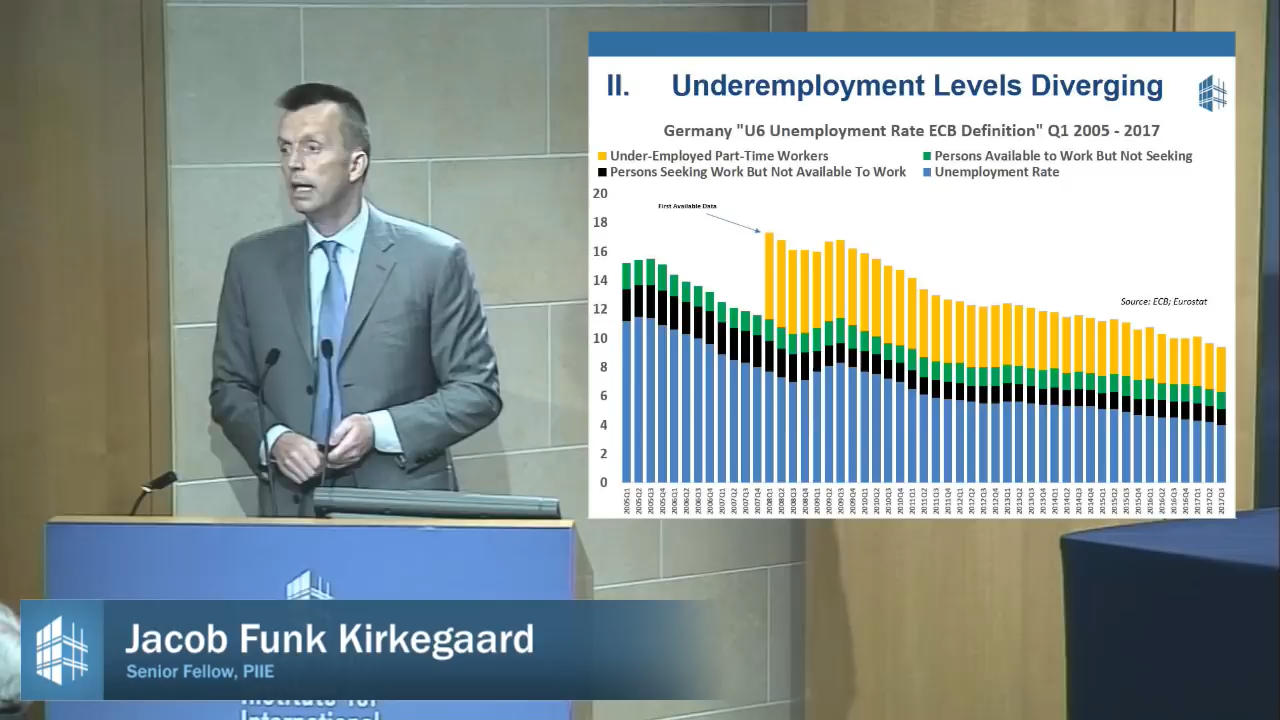 II. Underemployment Levels Diverging
Germany "U6 Unemployment Rate ECB Definition" Q1 2005 - 2017
Under-Employed Part-Time Workers
Persons Available to Work But Not Seeking
Persons Seeking Work But Not Available To Work
Unemployment Rate
20
First Available Data
18
16
14
Source: ECB; Eurostat
12
10
8
6
4
2
0
Jacob Funk Kirkegaard
Senior Fellow, PIIE
Institute for
International